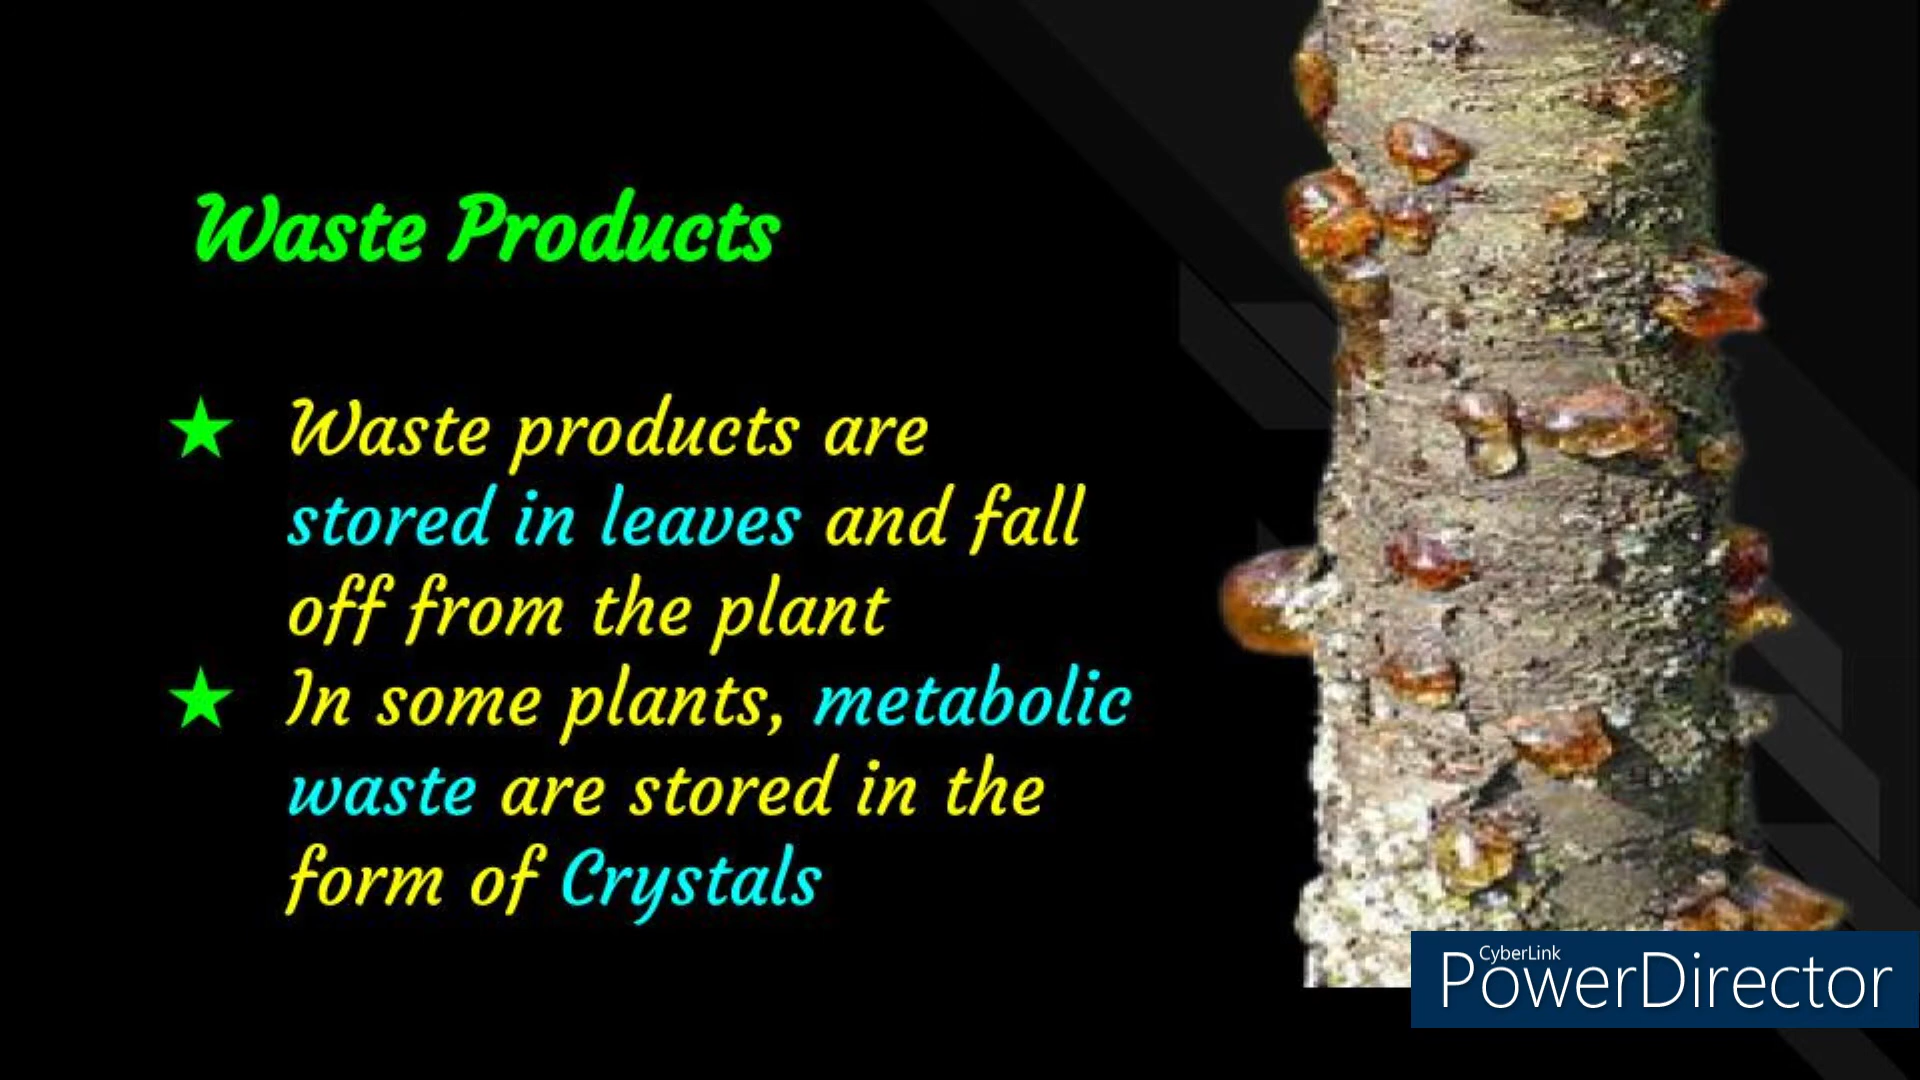 Waste Products
Waste products are
stored in leaves and fall
off from the plant
In some plants, metabolic
waste are stored in the
form of Crystals
CyberLink
PowerDirector